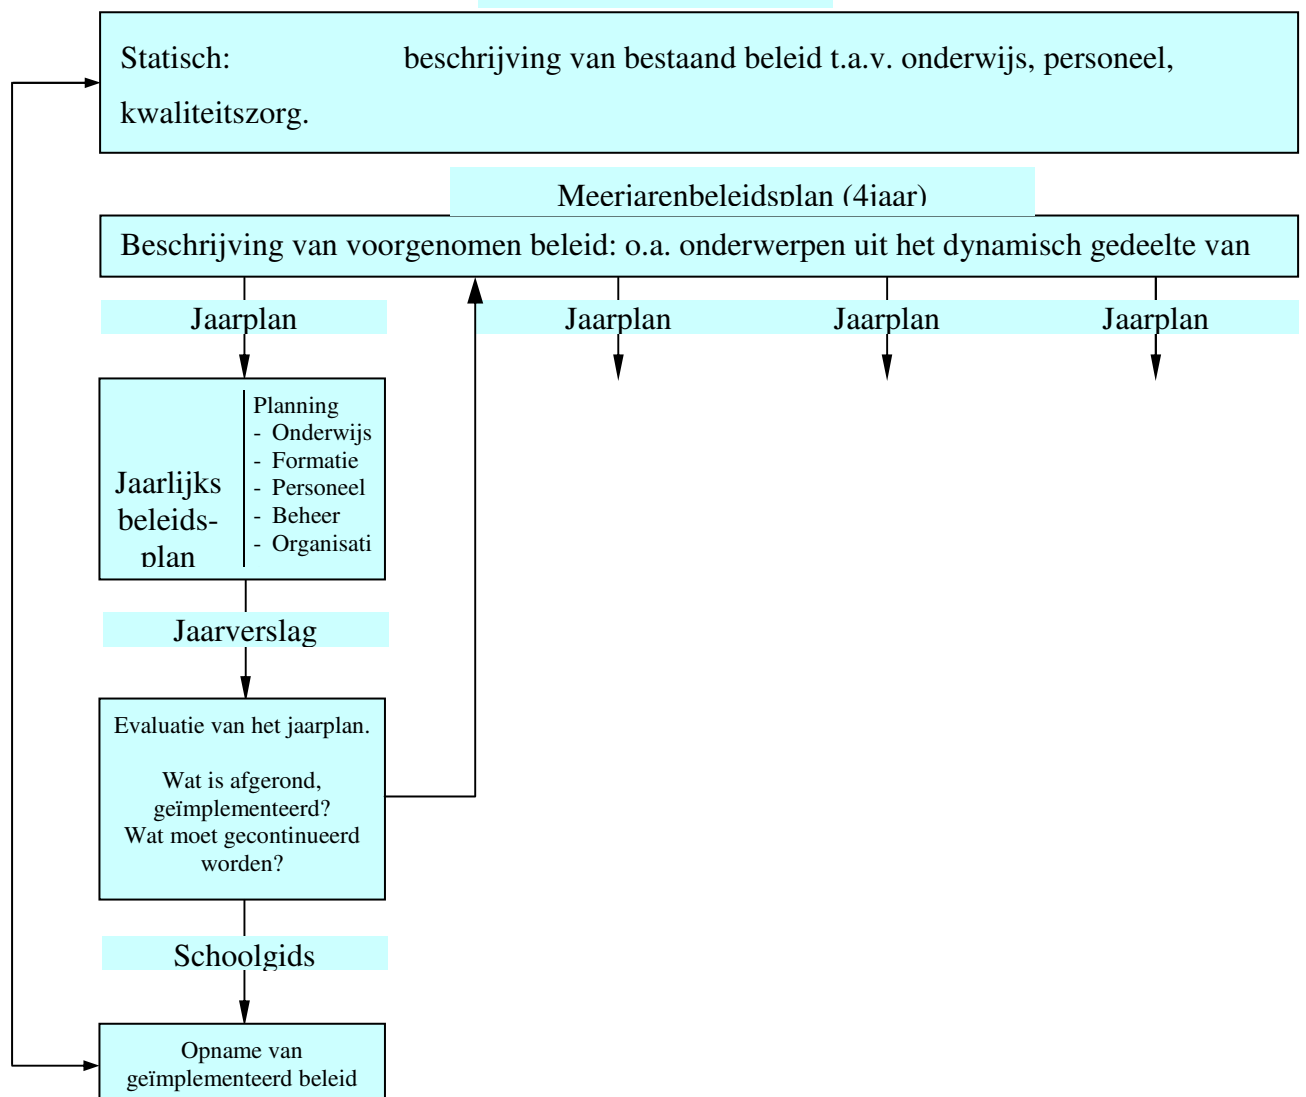 Statisch: beschrijving van bestaand beleid t.a.v. onderwijs, personeel,
kwaliteitszorg.
Meerjarenbeleidsplan (4jaar)
Beschrijving van voorgenomen beleid: o.a. onderwerpen uit het dynamisch gedeelte van
Jaarplan
Jaarplan
Jaarplan
Jaarplan
Jaarlijks
beleids-
plan
Planning
- Onderwijs
- Formatie
- Personeel
- Beheer
- Organisati
Jaarverslag
Evaluatie van het jaarplan.
Wat is afgerond,
geïmplementeerd?
Wat moet gecontinueerd
worden?
Schoolgids
Opname van
geïmplementeerd beleid